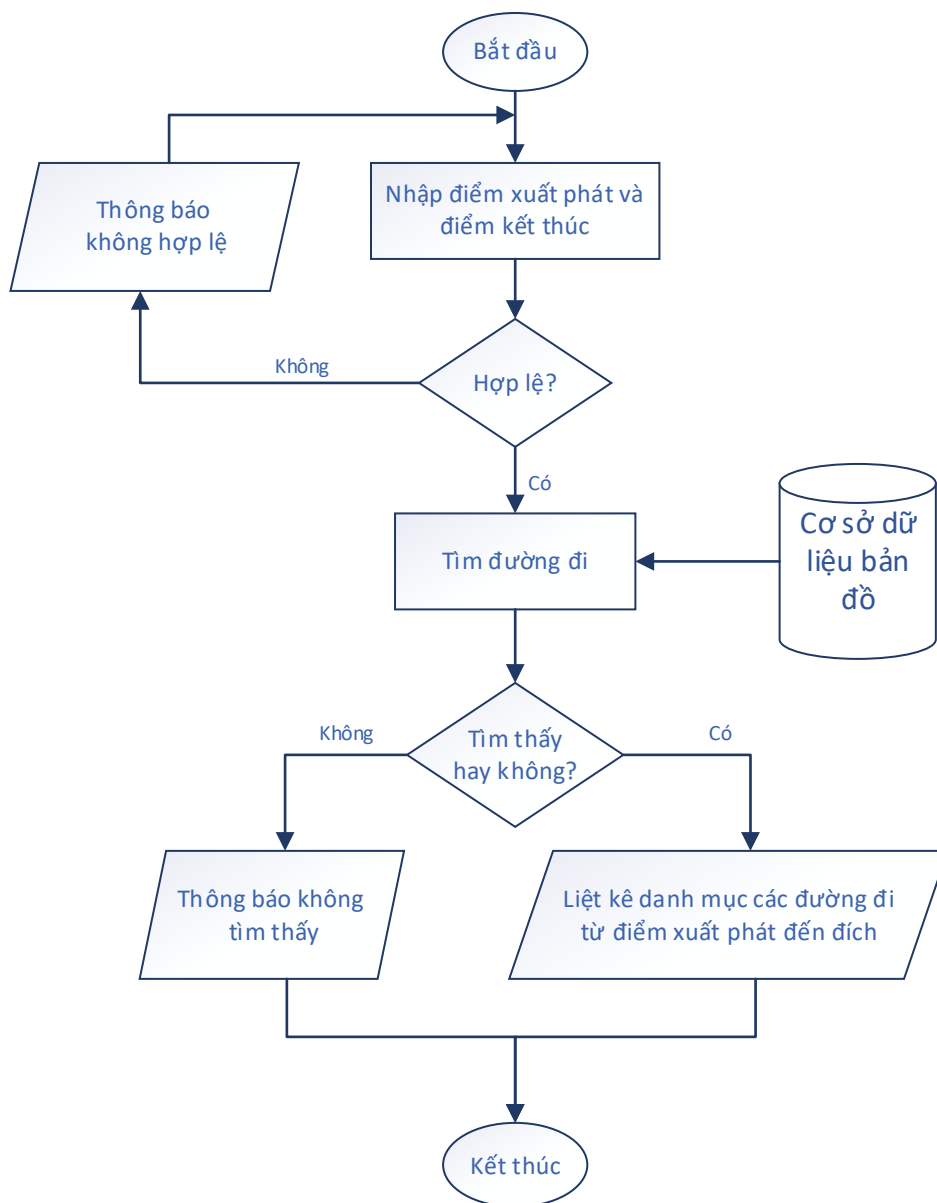 Bắt đầu
Thông báo
không hợp lệ
Nhập điểm xuất phát và
điểm kết thúc
Không
Hợp lệ?
Có
Tìm đường đi
Cơ sở dữ
liệu bản
đồ
Không
Tìm thấy
hay không?
Có
Thông báo không
tìm thấy
Liệt kê danh mục các đường đi
từ điểm xuất phát đến đích
Kết thúc